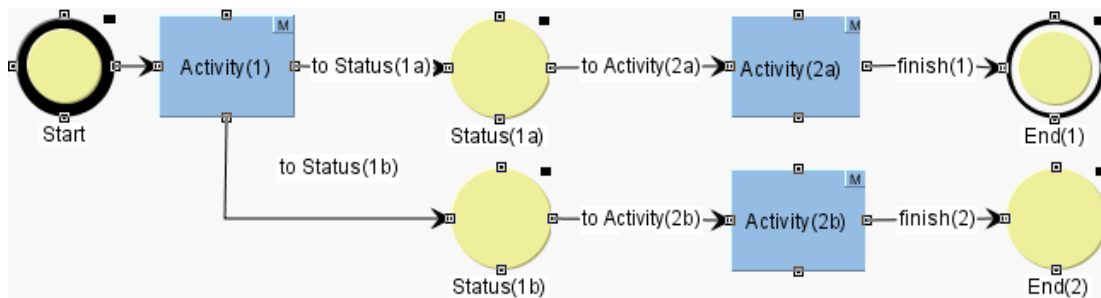 M
Activity(1)
to Status(1a)
to Activity(2a)
M
Activity(2a)
finish(1)
Start
Status(1a)
End(1)
to Status(1b)
to Activity(2b)
M
Activity(2b)
finish(2)
Status(1b)
End(2)